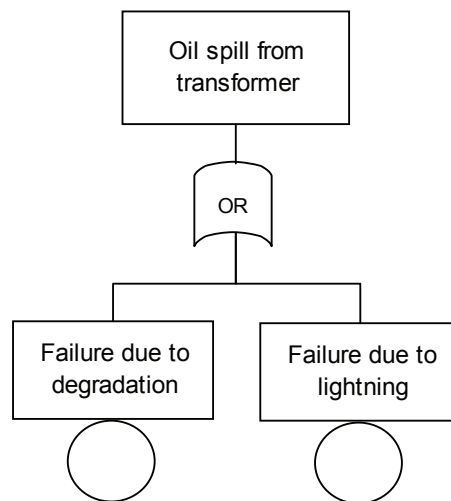 Oil spill from
transformer
OR
Failure due to
degradation
Failure due to
lightning